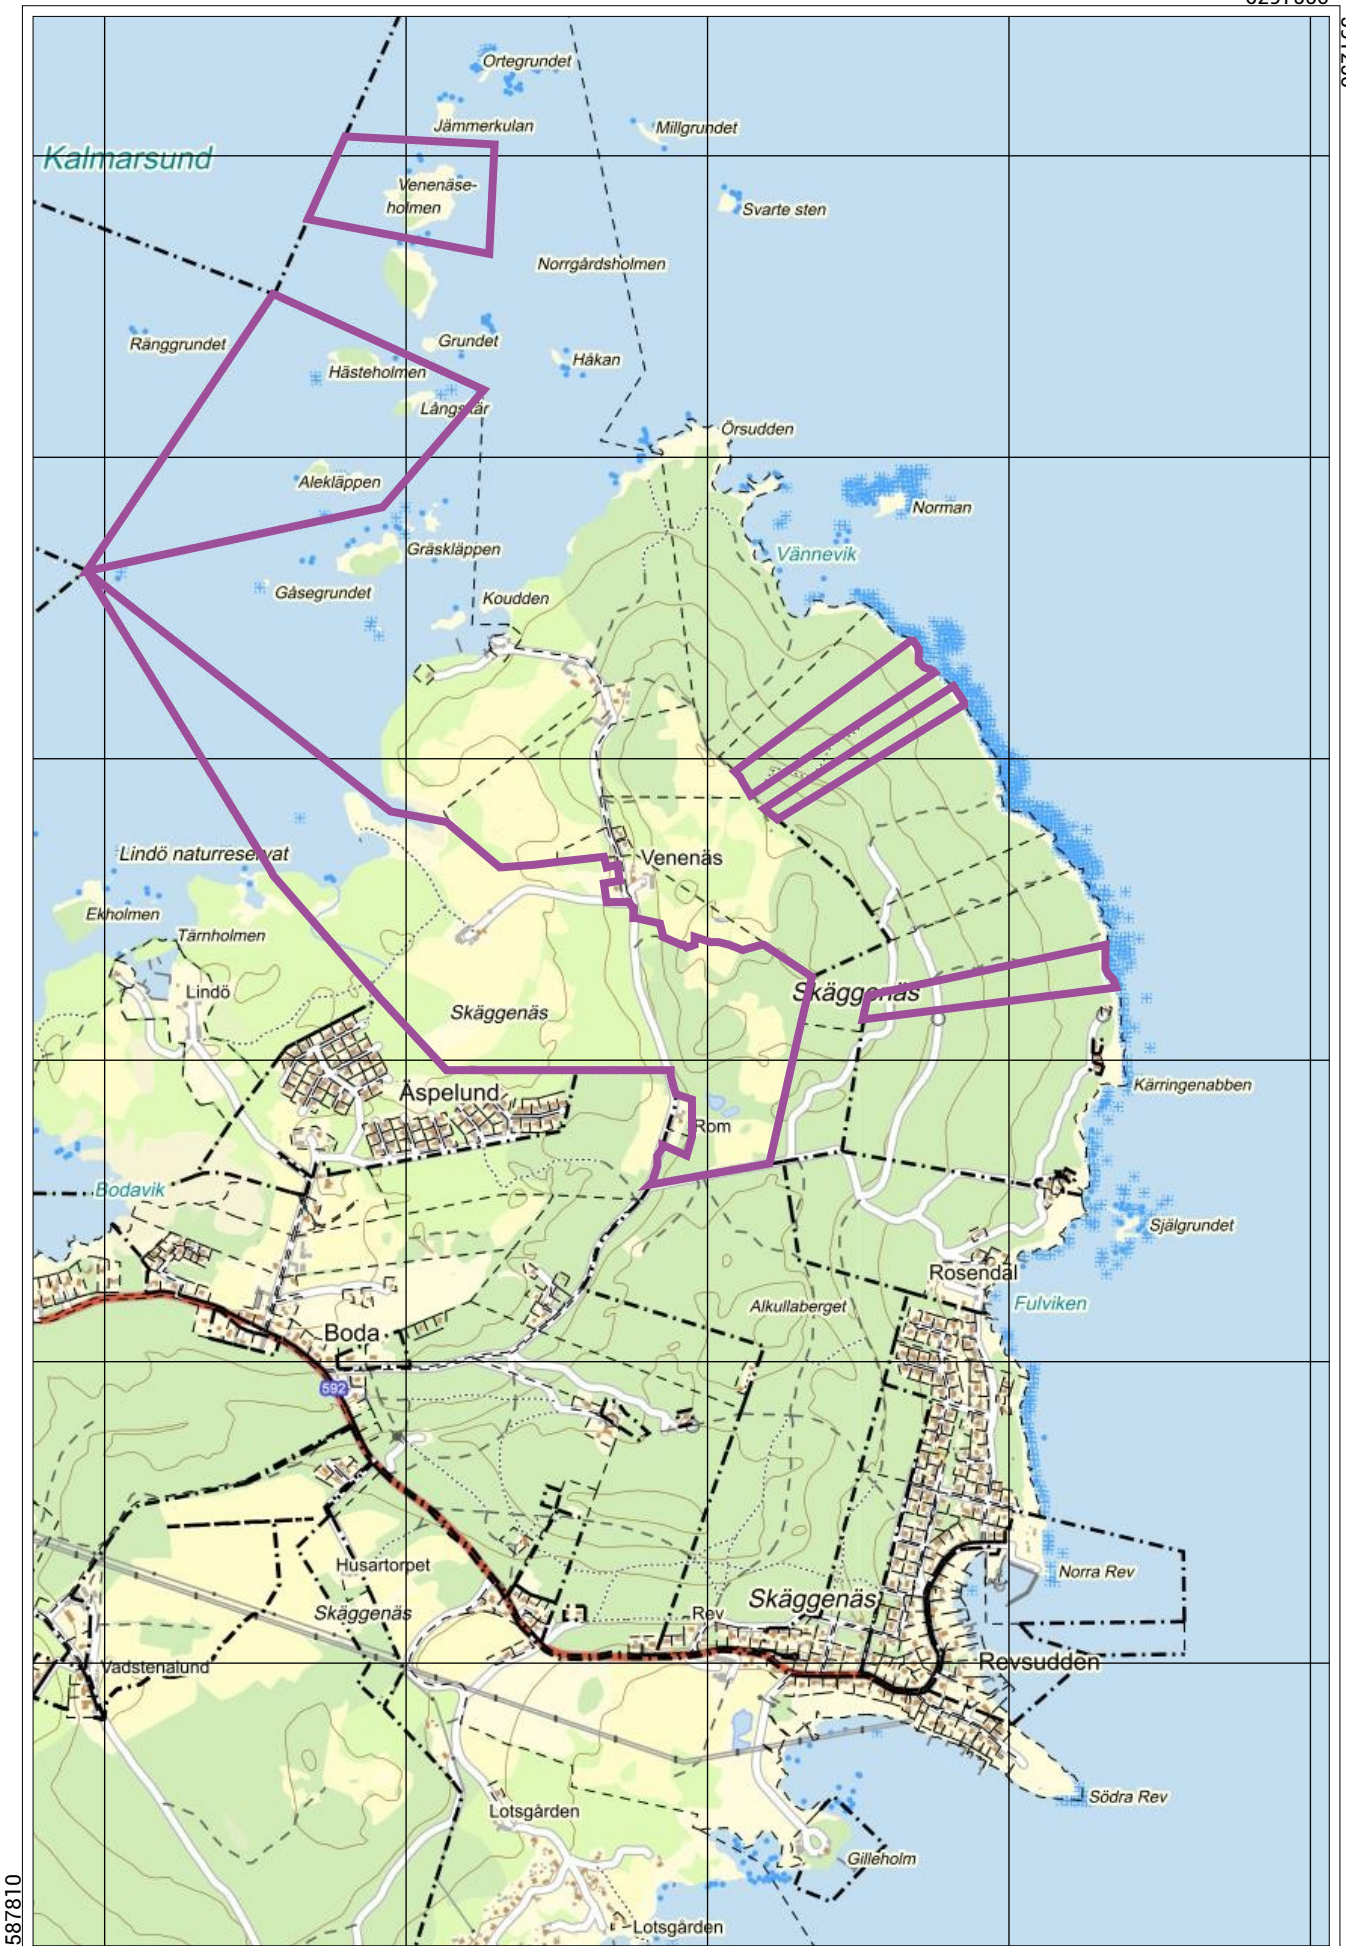 Ortegrundet
Jämmerkulan
Millgrundet
Kalmarsund
Venenäse-
holmen
Svarte sten
Norrgårdsholmen
Ränggrundet
Grundet
Håkan
Hästeholmen
Långskär
Örsudden
Alekläppen
Norman
Gräskläppen
Vännevik
Gåsegrundet
Koudden
Lindö naturreservat
Venenäs
Ekholmen
Tärnholmen
Lindö
Skäggenäs
Skäggenäs
Äspelund
Kärringenabben
Rom
Bodavik
Själgrundet
Rosendal
Alkullaberget
Fulviken
Boda
592
Husartorpet
Norra Rev
Skäggenäs
Skäggenäs
Rev
Vadstenalund
Revsudden
Södra Rev
Lotsgården
Gilleholm
587810
Lotsgården